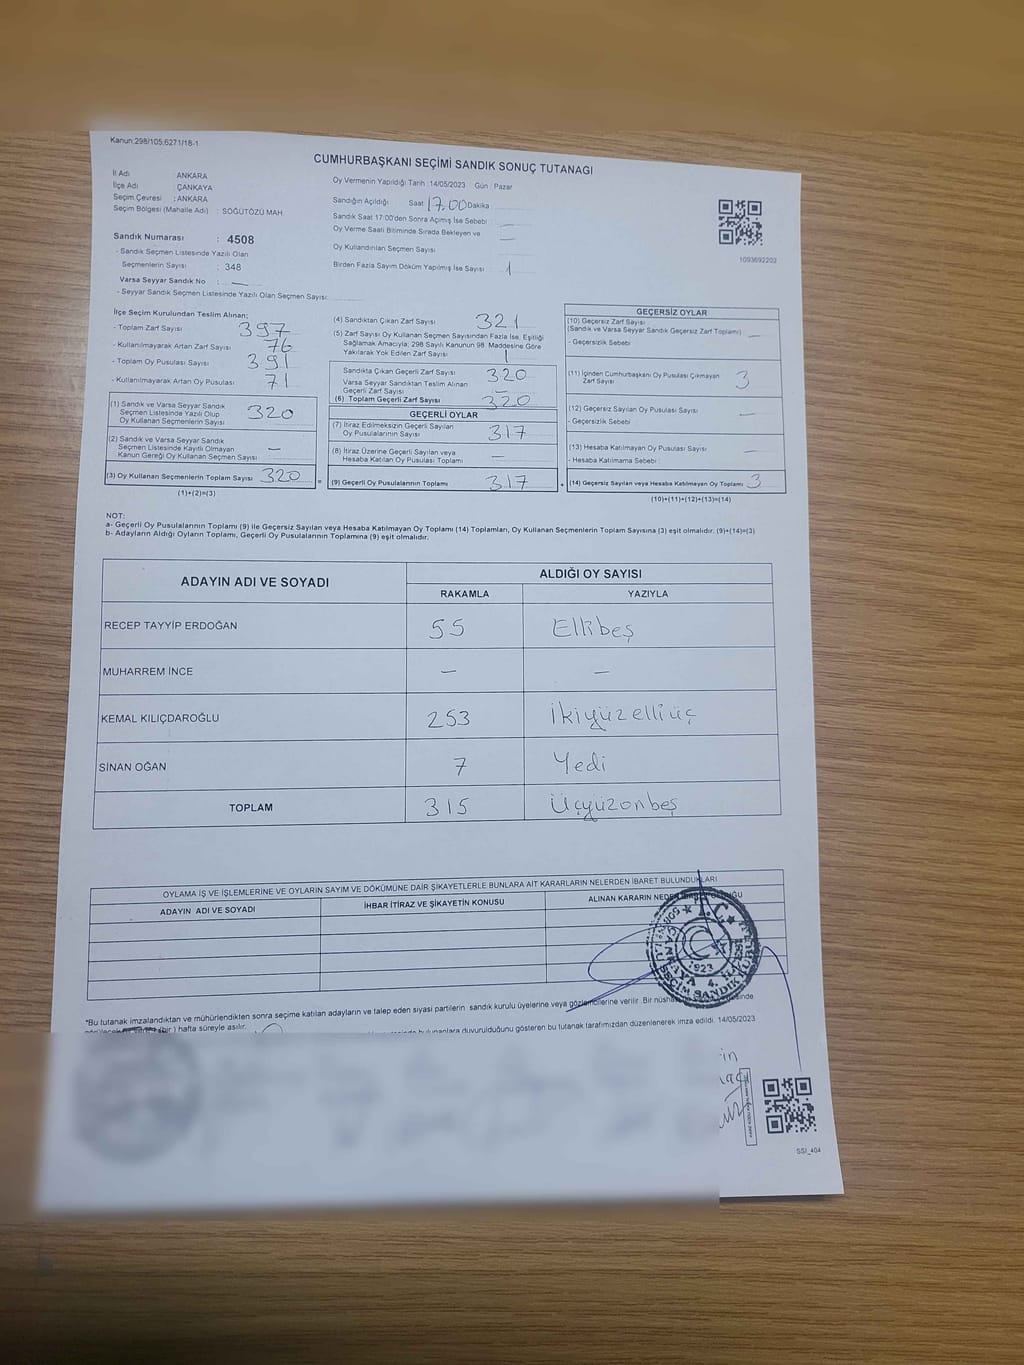 Kanun:298/105;6271/18-1
CUMHURBAŞKANI SEÇİMİ SANDIK SONUÇ TUTANAĞI
İl Adı : ANKARA
İlçe Adı : ÇANKAYA
Seçim Çevresi : ANKARA
Seçim Bölgesi (Mahalle Adı) : SÖĞÜTÖZÜ MAH.
Sandık Numarası : 4508
- Sandık Seçmen Listesinde Yazılı Olan
Seçmenlerin Sayısı : 348
Varsa Seyyar Sandık No : —
- Seyyar Sandık Seçmen Listesinde Yazılı Olan Seçmen Sayısı:
Oy Vermenin Yapıldığı Tarih :14/05/2023 Gün : Pazar
Sandığın Açıldığı Saat 17.00 Dakika
Sandık Saat 17:00'den Sonra Açımış İse Sebebi : —
Oy Verme Saati Bitiminde Sırada Bekleyen ve —
Oy Kullandırılan Seçmen Sayısı
Birden Fazla Sayım Döküm Yapılmış İse Sayısı 1
1093692203
İlçe Seçim Kurulundan Teslim Alınan;
- Toplam Zarf Sayısı 397
- Kullanılmayarak Artan Zarf Sayısı 76
- Toplam Oy Pusulası Sayısı 391
- Kullanılmayarak Artan Oy Pusulası 71
(1) Sandık ve Varsa Seyyar Sandık
Seçmen Listesinde Yazılı Olup
Oy Kullanan Seçmenlerin Sayısı 320
(2) Sandık ve Varsa Seyyar Sandık
Seçmen Listesinde Kayıtlı Olmayan
Kanun Gereği Oy Kullanan Seçmen Sayısı —
(3) Oy Kullanan Seçmenlerin Toplam Sayısı 320
(1)+(2)=(3)
=
(4) Sandıktan Çıkan Zarf Sayısı 321
(5) Zarf Sayısı Oy Kullanan Seçmen Sayısından Fazla İse, Eşitliği
Sağlamak Amacıyla; 298 Sayılı Kanunun 98. Maddesine Göre
Yakılarak Yok Edilen Zarf Sayısı 1
Sandıkta Çıkan Geçerli Zarf Sayısı 320
Varsa Seyyar Sandıktan Teslim Alınan
Geçerli Zarf Sayısı —
(6) Toplam Geçerli Zarf Sayısı 320
GEÇERLİ OYLAR
(7) İtiraz Edilmeksizin Geçerli Sayılan
Oy Pusulalarının Sayısı 317
(8) İtiraz Üzerine Geçerli Sayılan veya
Hesaba Katılan Oy Pusulası Toplamı —
(9) Geçerli Oy Pusulalarının Toplamı 317
+
GEÇERSİZ OYLAR
(10) Geçersiz Zarf Sayısı
(Sandık ve Varsa Seyyar Sandık Geçersiz Zarf Toplamı) —
- Geçersizlik Sebebi
(11) İçinden Cumhurbaşkanı Oy Pusulası Çıkmayan
Zarf Sayısı 3
(12) Geçersiz Sayılan Oy Pusulası Sayısı —
- Geçersizlik Sebebi
(13) Hesaba Katılmayan Oy Pusulası Sayısı —
- Hesaba Katılmama Sebebi :
(14) Geçersiz Sayılan veya Hesaba Katılmayan Oy Toplamı 3
(10)+(11)+(12)+(13)=(14)
NOT:
a- Geçerli Oy Pusulalarının Toplamı (9) ile Geçersiz Sayılan veya Hesaba Katılmayan Oy Toplamı (14) Toplamları, Oy Kullanan Seçmenlerin Toplam Sayısına (3) eşit olmalıdır. (9)+(14)=(3)
b- Adayların Aldığı Oyların Toplamı, Geçerli Oy Pusulalarının Toplamına (9) eşit olmalıdır.
ADAYIN ADI VE SOYADI
ALDIĞI OY SAYISI
RAKAMLA YAZIYLA
RECEP TAYYİP ERDOĞAN 55 Ellibeş
MUHARREM İNCE — —
KEMAL KILIÇDAROĞLU 253 İkiyüzelliüç
SİNAN OĞAN 7 Yedi
TOPLAM 315 Üçyüzonbeş
OYLAMA İŞ VE İŞLEMLERİNE VE OYLARIN SAYIM VE DÖKÜMÜNE DAİR ŞİKAYETLERLE BUNLARA AİT KARARLARIN NELERDEN İBARET BULUNDUKLARI
ADAYIN ADI VE SOYADI İHBAR İTİRAZ VE ŞİKAYETİN KONUSU ALINAN KARARIN
T.C.
ÇANKAYA 4. İLÇESİ
1923
*Bu tutanak imzalandıktan ve mühürlendikten sonra seçime katılan adayların ve talep eden siyasi partilerin sandık kurulu üyelerine veya gözlemcilerine verilir. Bir
(bir) hafta süreyle asılır.
bulunanlara duyurulduğunu gösteren bu tutanak tarafımızdan düzenlenerek imza edildi. 14/05/2023
SSİ_404